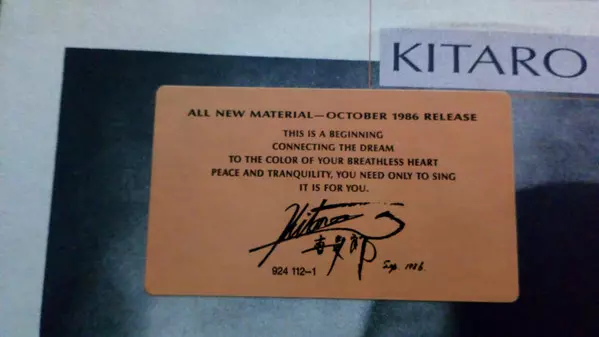 KITARO
ALL NEW MATERIAL—OCTOBER 1986 RELEASE
THIS IS A BEGINNING
CONNECTING THE DREAM
TO THE COLOR OF YOUR BREATHLESS HEART
PEACE AND TRANQUILITY, YOU NEED ONLY TO SING
IT IS FOR YOU.
Kitaro
喜多郎
924 112–1 Sep. 1986.